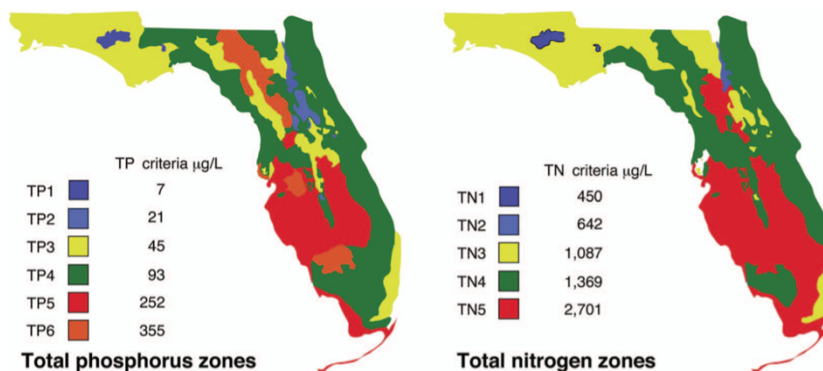 TP criteria µg/L
TP1 7
TP2 21
TP3 45
TP4 93
TP5 252
TP6 355
Total phosphorus zones
TN criteria µg/L
TN1 450
TN2 642
TN3 1,087
TN4 1,369
TN5 2,701
Total nitrogen zones